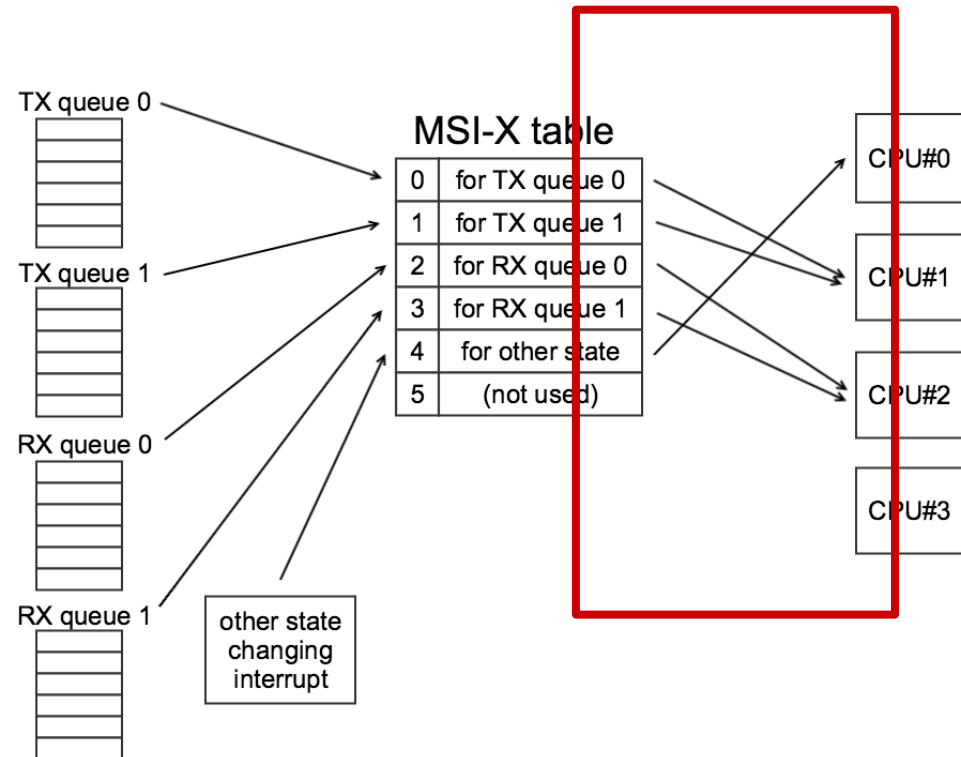 TX queue 0
TX queue 1
RX queue 0
RX queue 1
other state
changing
interrupt
MSI-X table
0 for TX queue 0
1 for TX queue 1
2 for RX queue 0
3 for RX queue 1
4 for other state
5 (not used)
CPU#0
CPU#1
CPU#2
CPU#3